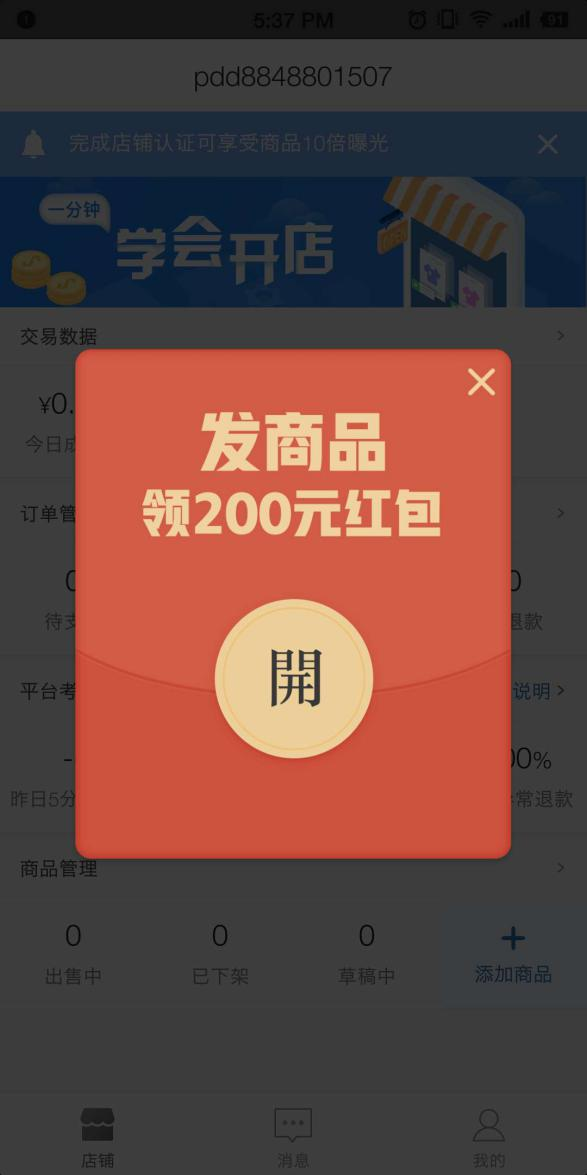 5:37 PM
91
pdd8848801507
完成店铺认证可享受商品10倍曝光
一分钟
学会开店
交易数据
¥0.
今日成
发商品
领200元红包
開
订单管
0
0
待支
退款
平台考
说明
-
00%
昨日5分
常退款
商品管理
0
0
0
出售中
已下架
草稿中
添加商品
店铺
消息
我的